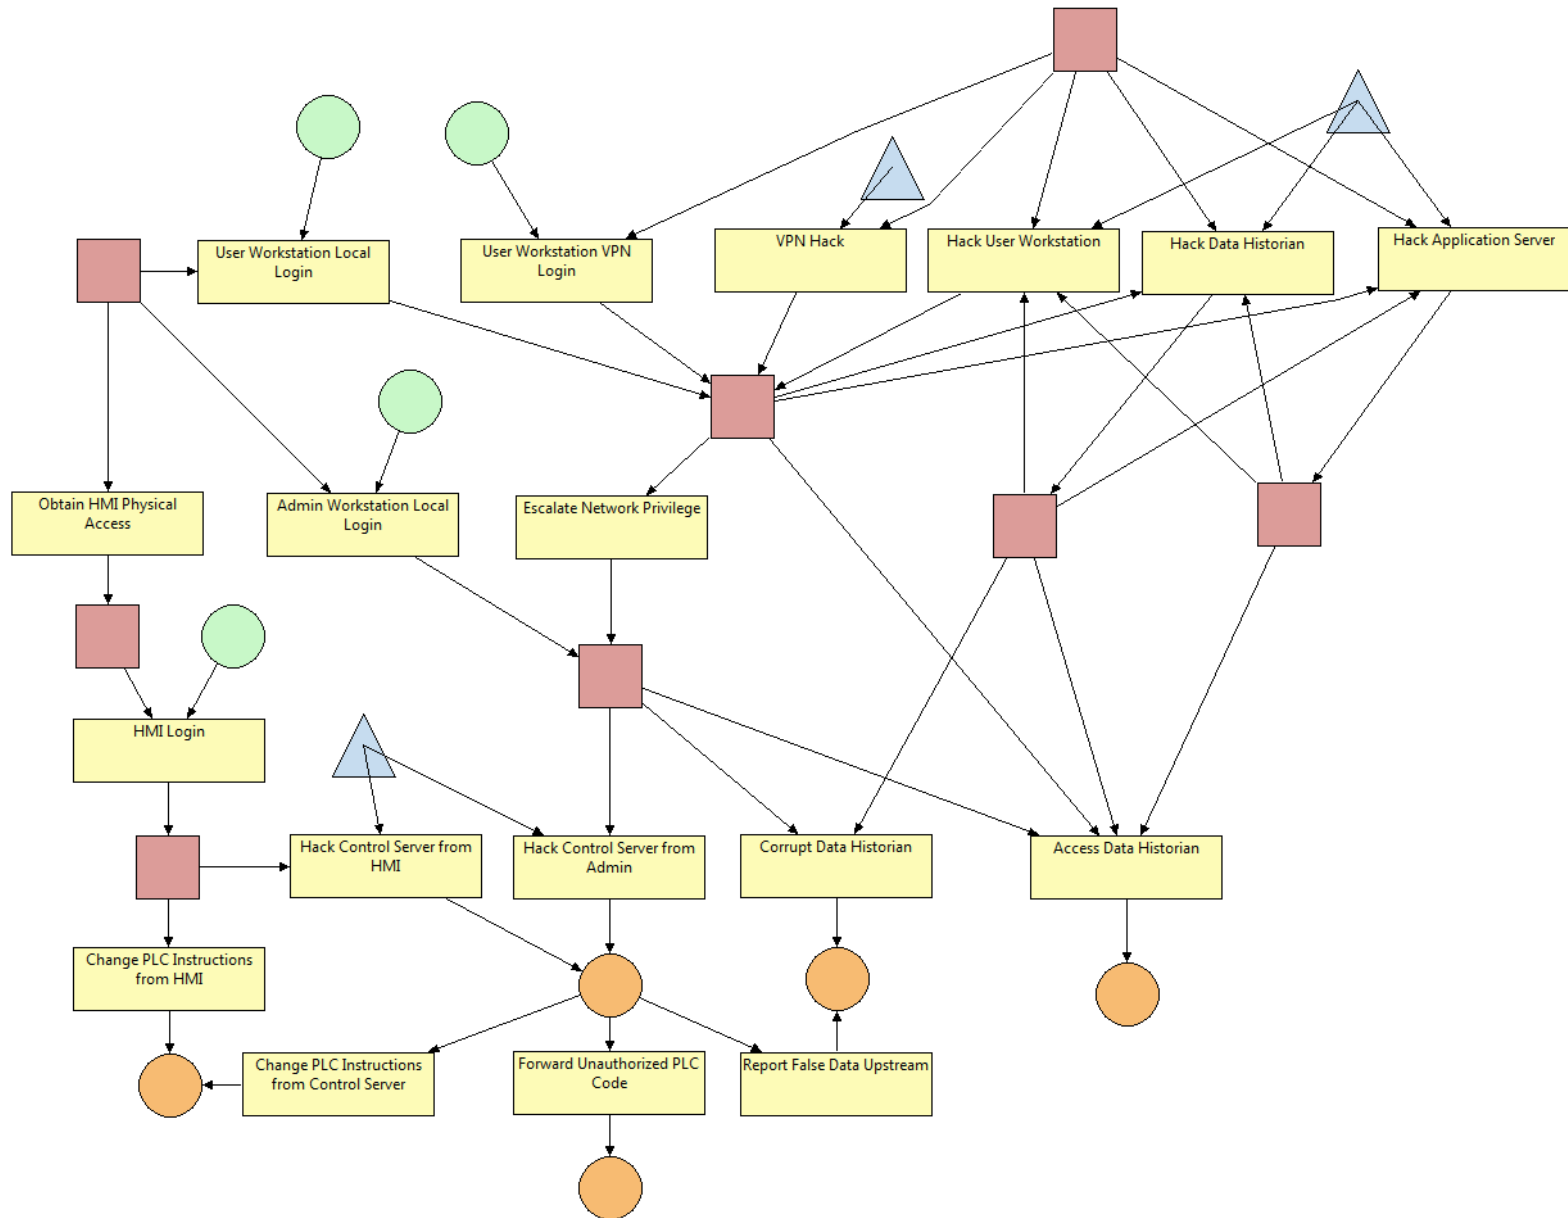 User Workstation Local
Login
User Workstation VPN
Login
VPN Hack
Hack User Workstation
Hack Data Historian
Hack Application Server
Obtain HMI Physical
Access
Admin Workstation Local
Login
Escalate Network Privilege
HMI Login
Hack Control Server from
HMI
Hack Control Server from
Admin
Corrupt Data Historian
Access Data Historian
Change PLC Instructions
from HMI
Change PLC Instructions
from Control Server
Forward Unauthorized PLC
Code
Report False Data Upstream